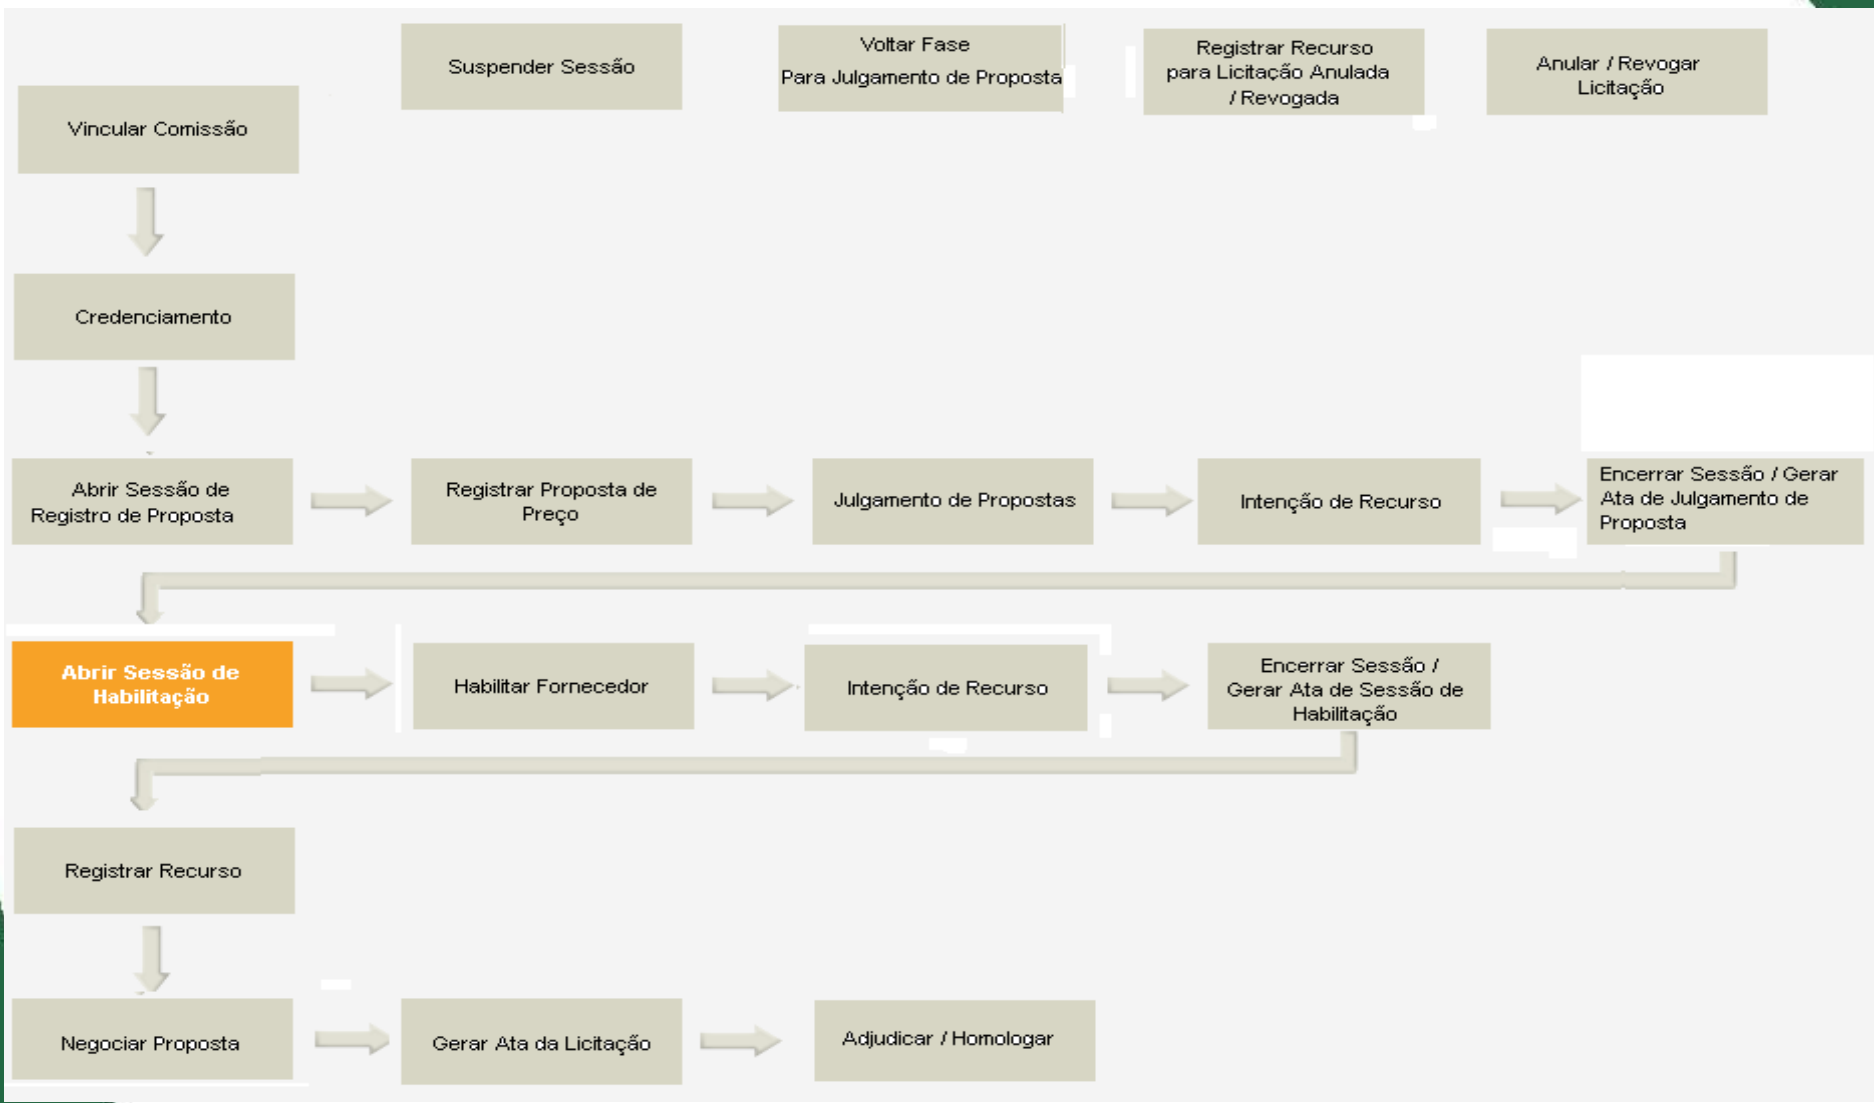 Suspender Sessão
Voltar Fase
Para Julgamento de Proposta
Registrar Recurso
para Licitação Anulada
/ Revogada
Anular / Revogar
Licitação
Vincular Comissão
Credenciamento
Abrir Sessão de
Registro de Proposta
Registrar Proposta de
Preço
Julgamento de Propostas
Intenção de Recurso
Encerrar Sessão / Gerar
Ata de Julgamento de
Proposta
Abrir Sessão de
Habilitação
Habilitar Fornecedor
Intenção de Recurso
Encerrar Sessão /
Gerar Ata de Sessão de
Habilitação
Registrar Recurso
Negociar Proposta
Gerar Ata da Licitação
Adjudicar / Homologar